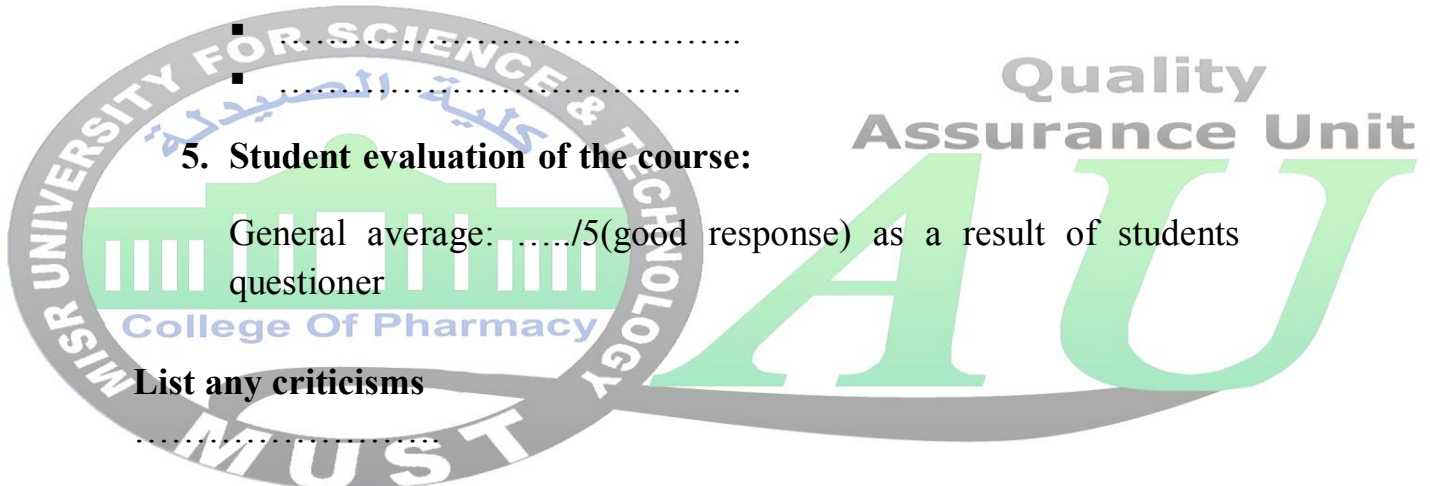 ▪ ……………………………………….
▪ ……………………………………….
5. Student evaluation of the course:
General average: …../5(good response) as a result of students
questioner
List any criticisms
…………………………
MISR UNIVERSITY FOR SCIENCE & TECHNOLOGY
كلية الصيدلة
College Of Pharmacy
MUST
Quality
Assurance Unit
AU